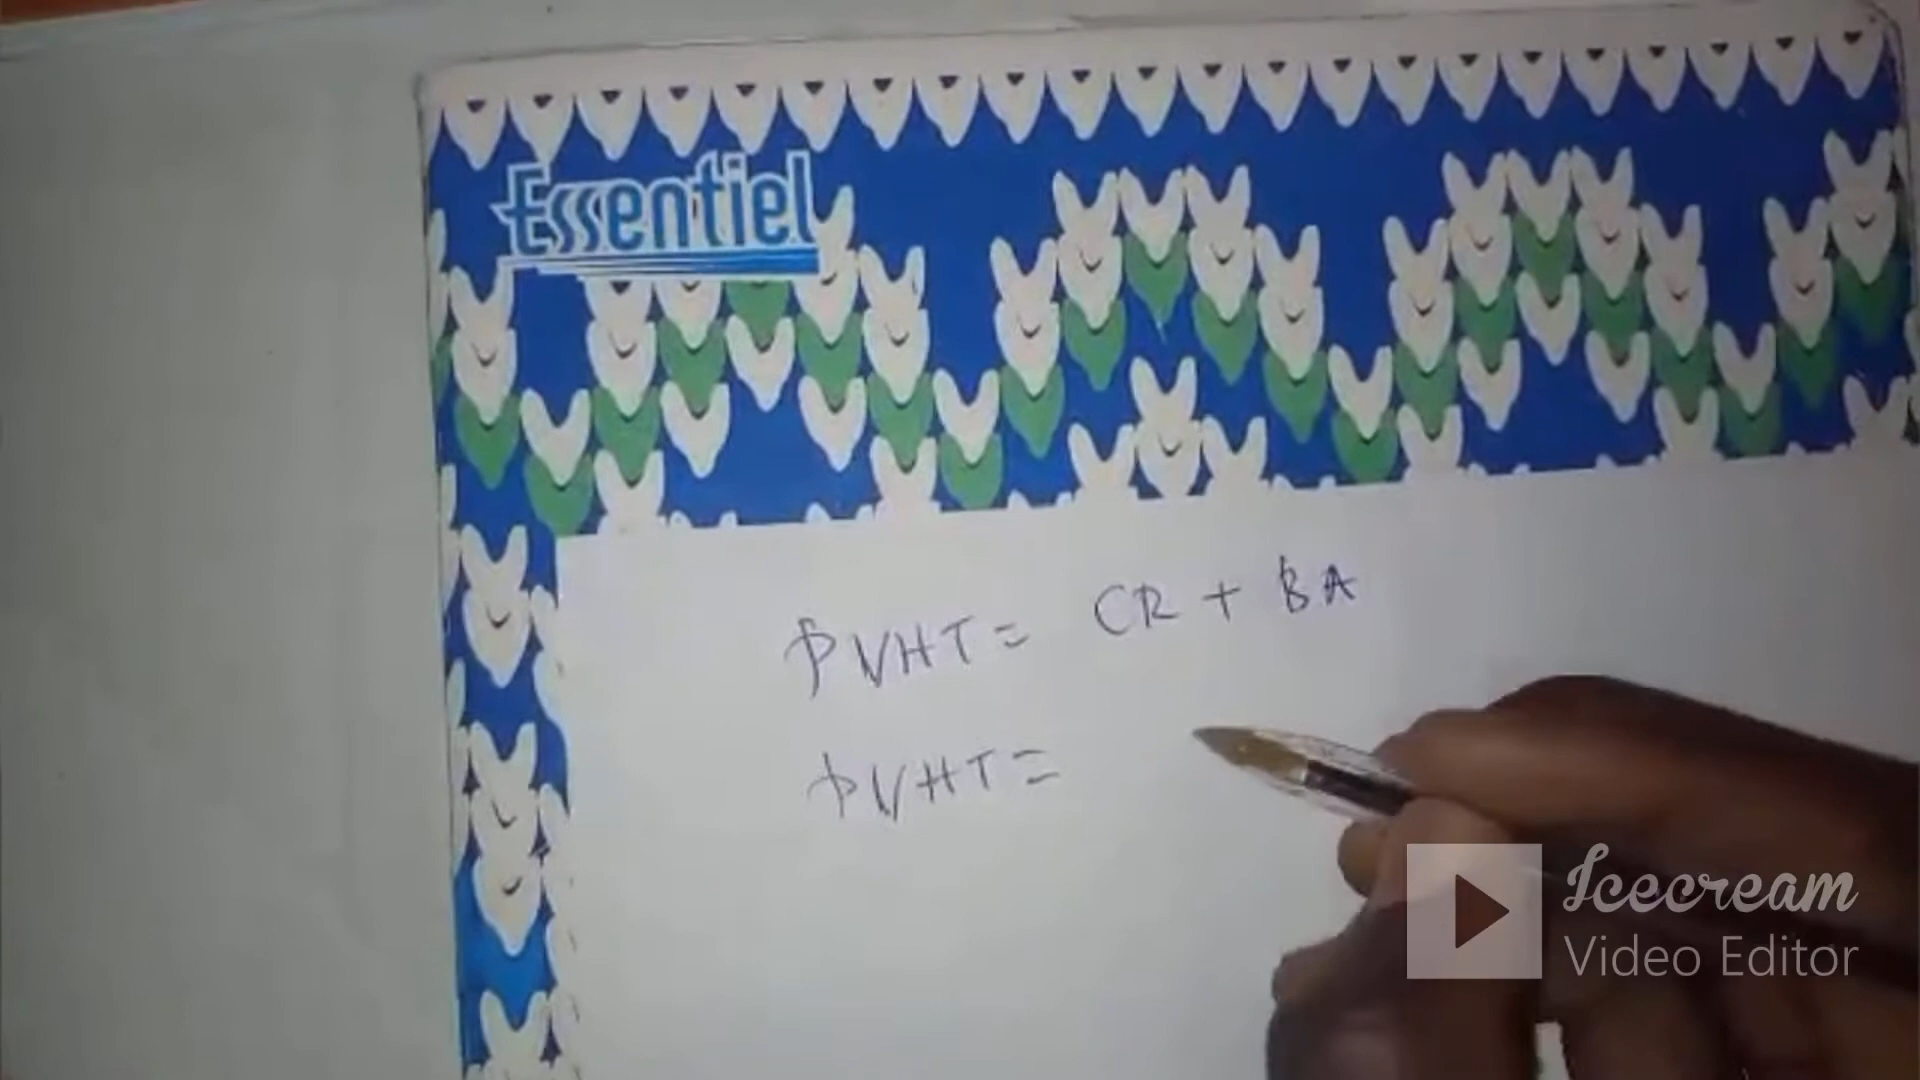 Essentiel
PVHT = CR + BA
PVHT =
Icecream
Video Editor